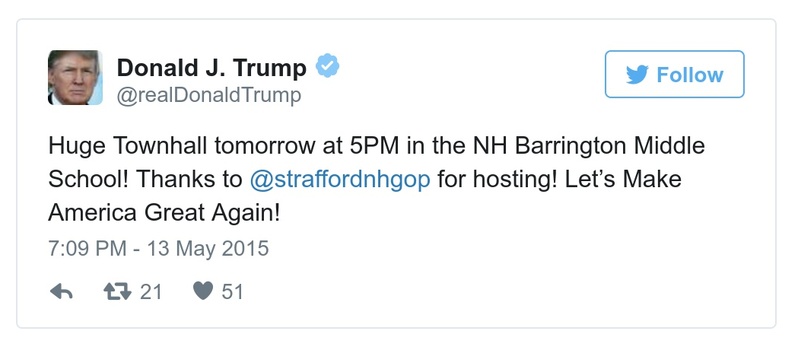 Donald J. Trump
@realDonaldTrump
Follow
Huge Townhall tomorrow at 5PM in the NH Barrington Middle
School! Thanks to @straffordnhgop for hosting! Let’s Make
America Great Again!
7:09 PM - 13 May 2015
21 51